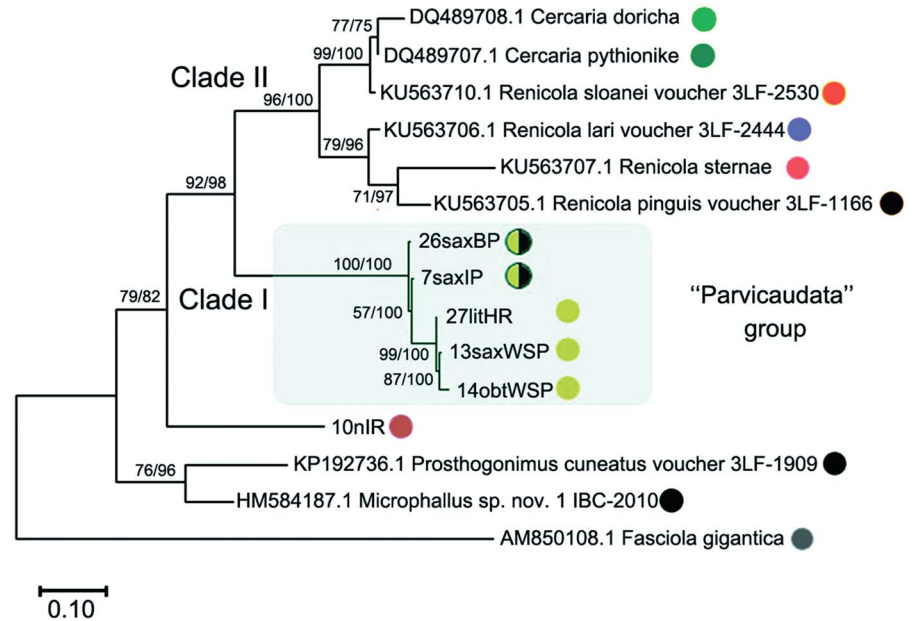 77/75
DQ489708.1 Cercaria doricha
99/100
DQ489707.1 Cercaria pythionike
Clade II
96/100
KU563710.1 Renicola sloanei voucher 3LF-2530
KU563706.1 Renicola lari voucher 3LF-2444
79/96
KU563707.1 Renicola sternae
92/98
71/97
KU563705.1 Renicola pinguis voucher 3LF-1166
26saxBP
100/100
7saxIP
79/82
Clade I
57/100
27litHR
99/100
13saxWSP
87/100
14obtWSP
“Parvicaudata”
group
10nIR
76/96
KP192736.1 Prosthogonimus cuneatus voucher 3LF-1909
HM584187.1 Microphallus sp. nov. 1 IBC-2010
AM850108.1 Fasciola gigantica
0.10